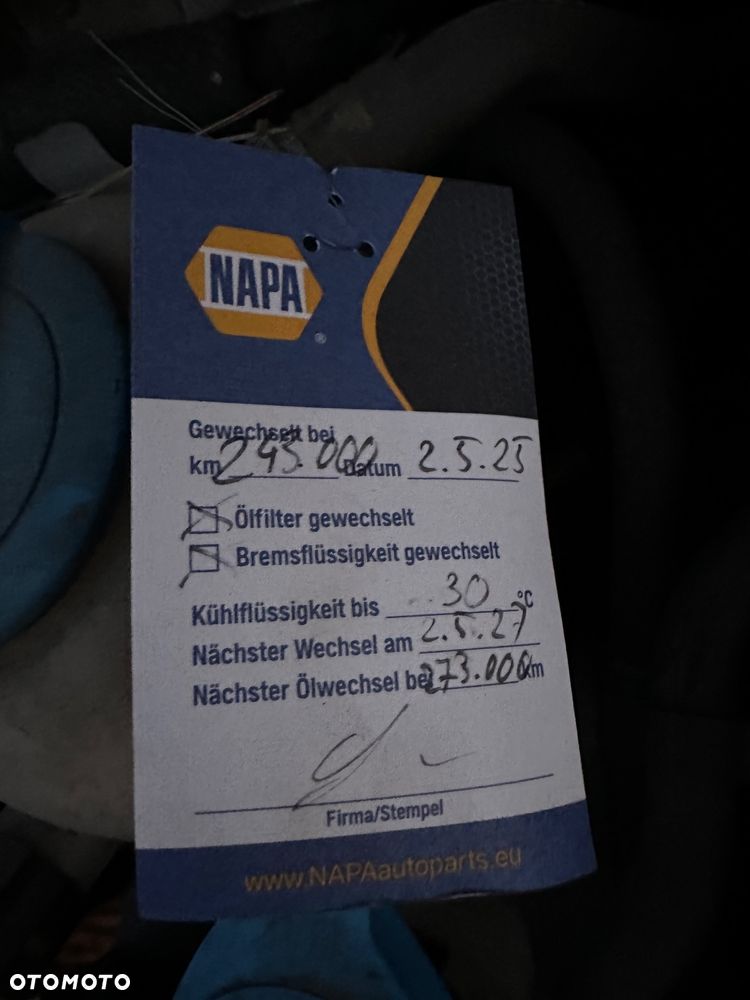 NAPA
®
Gewechselt bei
km 243.000 Datum 2.5.25
Ölfilter gewechselt
Bremsflüssigkeit gewechselt
Kühlflüssigkeit bis -30 °C
Nächster Wechsel am 2.5.27
Nächster Ölwechsel bei 273.000 km
Firma/Stempel
www.NAPAautoparts.eu
OTOMOTO